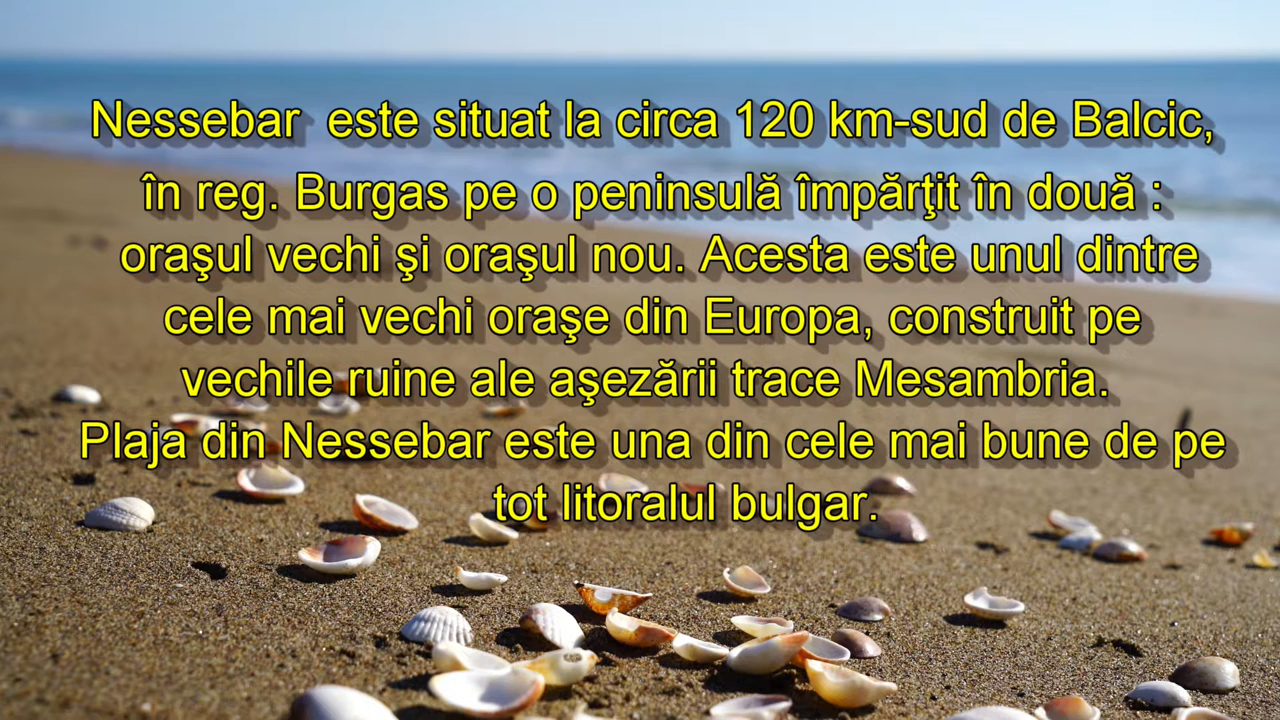 Nessebar  este situat la circa 120 km-sud de Balcic,
în reg. Burgas pe o peninsulă împărţit în două :
oraşul vechi şi oraşul nou. Acesta este unul dintre
cele mai vechi oraşe din Europa, construit pe
vechile ruine ale aşezării trace Mesambria.
Plaja din Nessebar este una din cele mai bune de pe
tot litoralul bulgar.